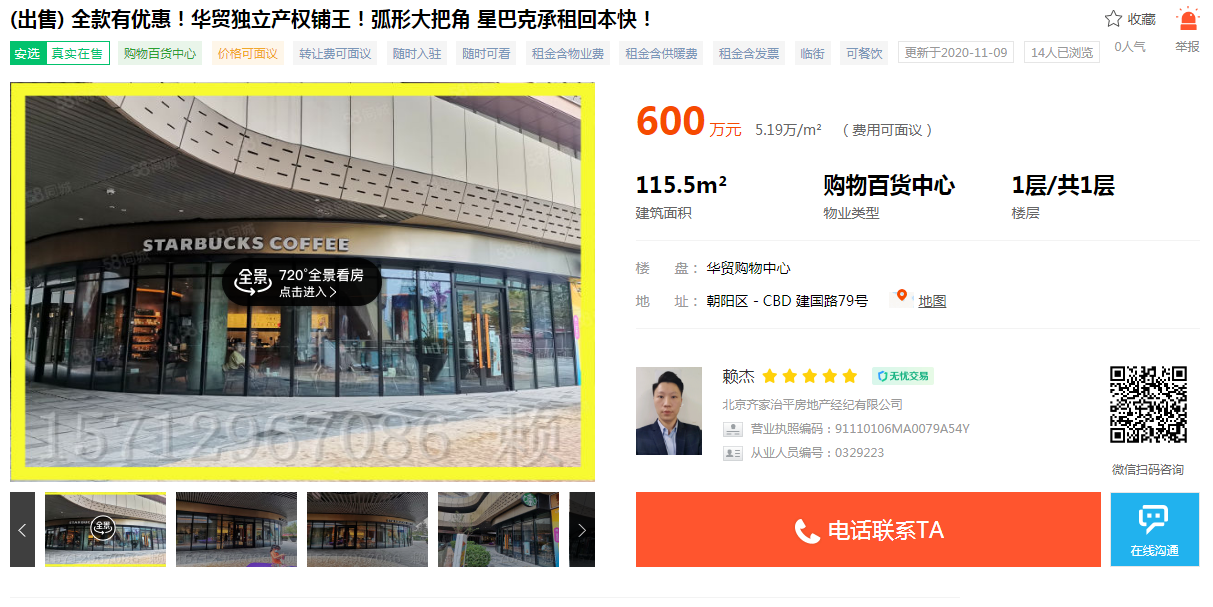 (出售) 全款有优惠！华贸独立产权铺王！弧形大把角 星巴克承租回本快！
收藏
举报
0人气
安选 真实在售 购物百货中心 价格可面议 转让费可面议 随时入驻 随时可看 租金含物业费 租金含供暖费 租金含发票 临街 可餐饮 更新于2020-11-09 14人已浏览
58同城
STARBUCKS COFFEE
全景
720°全景看房
点击进入
15712067086 赖
全景
600万元 5.19万/m² （费用可面议）
115.5m² 购物百货中心 1层/共1层
建筑面积 物业类型 楼层
楼 盘： 华贸购物中心
地 址： 朝阳区 - CBD 建国路79号 地图
赖杰 无忧交易
北京齐家治平房地产经纪有限公司
营业执照编码：91110106MA0079A54Y
从业人员编号：0329223
微信扫码咨询
电话联系TA
在线沟通